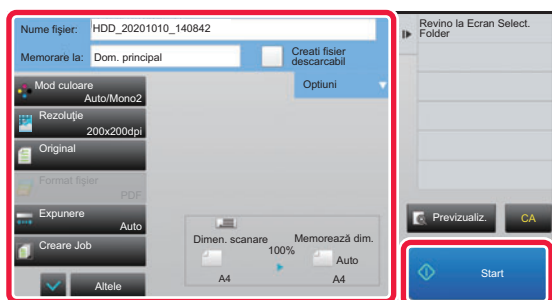 Nume fișier:
HDD_20201010_140842
Memorare la:
Dom. principal
Creati fisier
descarcabil
Optiuni
Mod culoare
Auto/Mono2
Rezoluţie
200x200dpi
Original
Format fişier
PDF
Expunere
Auto
Creare Job
Altele
Dimen. scanare
100%
Memorează dim.
Auto
A4
A4
Revino la Ecran Select.
Folder
Previzualiz.
CA
Start